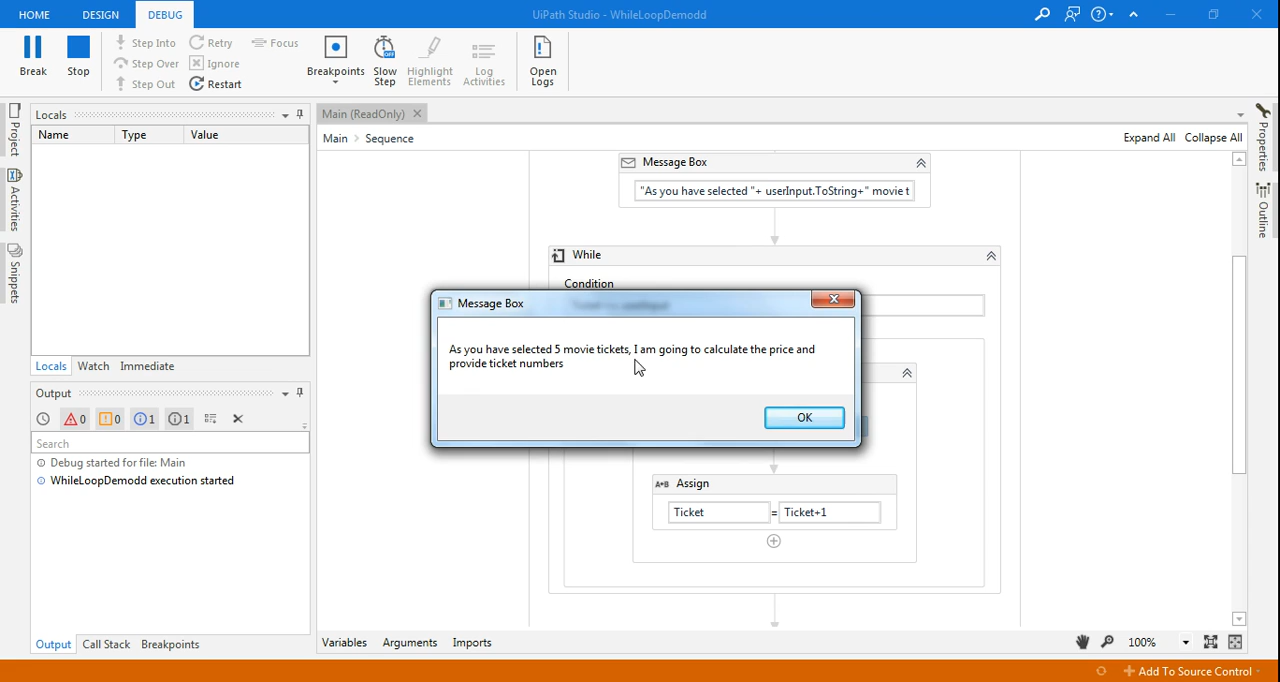 HOME DESIGN DEBUG UiPath Studio - WhileLoopDemodd
Break Stop Step Into Step Over Step Out Retry Ignore Restart Focus
Breakpoints Slow Step Highlight Elements Log Activities Open Logs
Project
Activities
Snippets
Locals
Name Type Value
Locals Watch Immediate
Output
0 0 1 1
Search
Debug started for file: Main
WhileLoopDemodd execution started
Output Call Stack Breakpoints
Main (ReadOnly)
Main > Sequence Expand All Collapse All
Message Box
"As you have selected "+ userInput.ToString+" movie t
While
Condition
Message Box
As you have selected 5 movie tickets, I am going to calculate the price and
provide ticket numbers
OK
A+B Assign
Ticket = Ticket+1
Variables Arguments Imports 100%
Properties
Outline
Add To Source Control